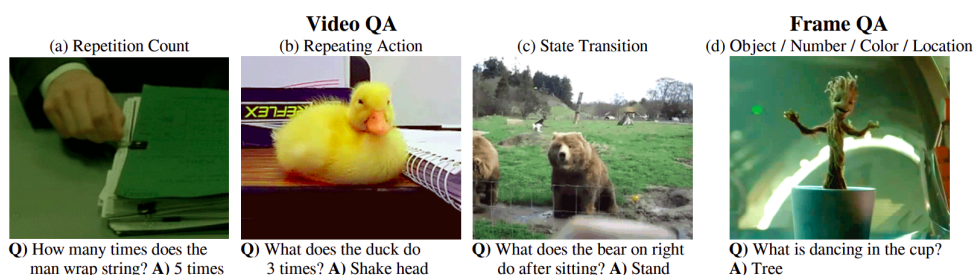 Video QA
Frame QA
(a) Repetition Count
(b) Repeating Action
(c) State Transition
(d) Object / Number / Color / Location
REFLEX
Q) How many times does the
man wrap string? A) 5 times
Q) What does the duck do
3 times? A) Shake head
Q) What does the bear on right
do after sitting? A) Stand
Q) What is dancing in the cup?
A) Tree